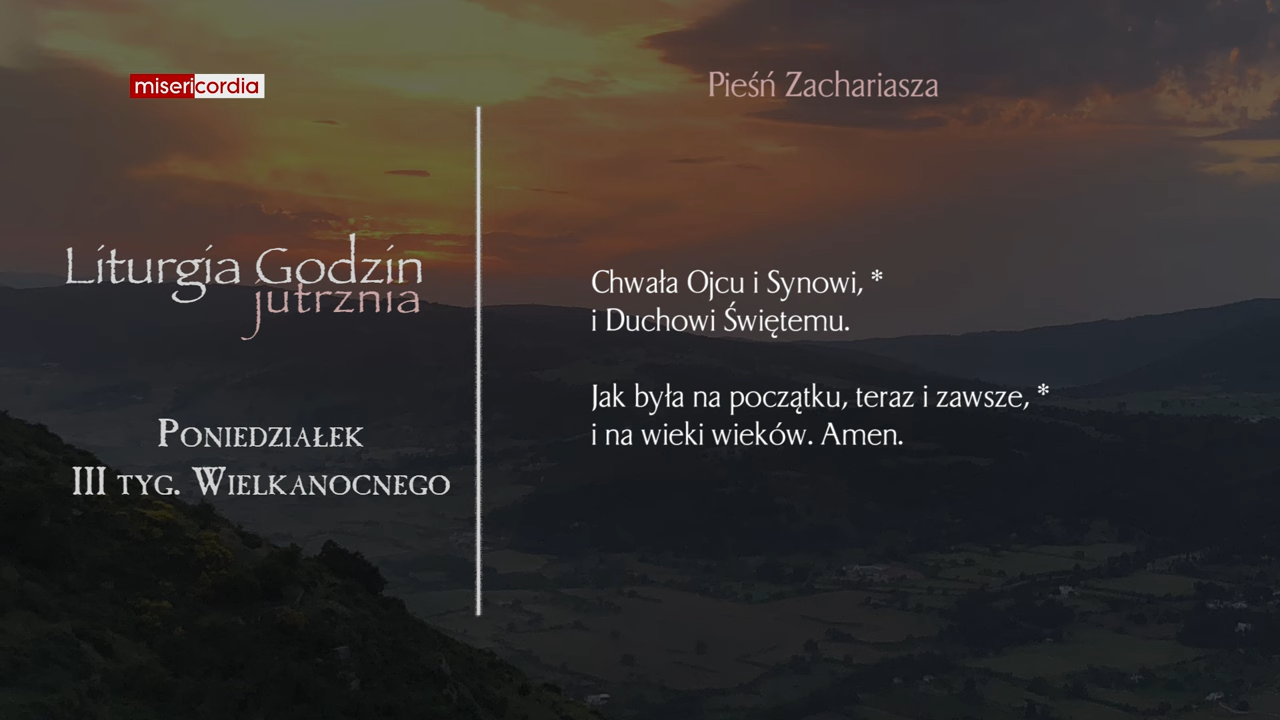 misericordia
Liturgia Godzin
jutrznia
Poniedziałek
III tyg. Wielkanocnego
Pieśń Zachariasza
Chwała Ojcu i Synowi, *
i Duchowi Świętemu.
Jak była na początku, teraz i zawsze, *
i na wieki wieków. Amen.